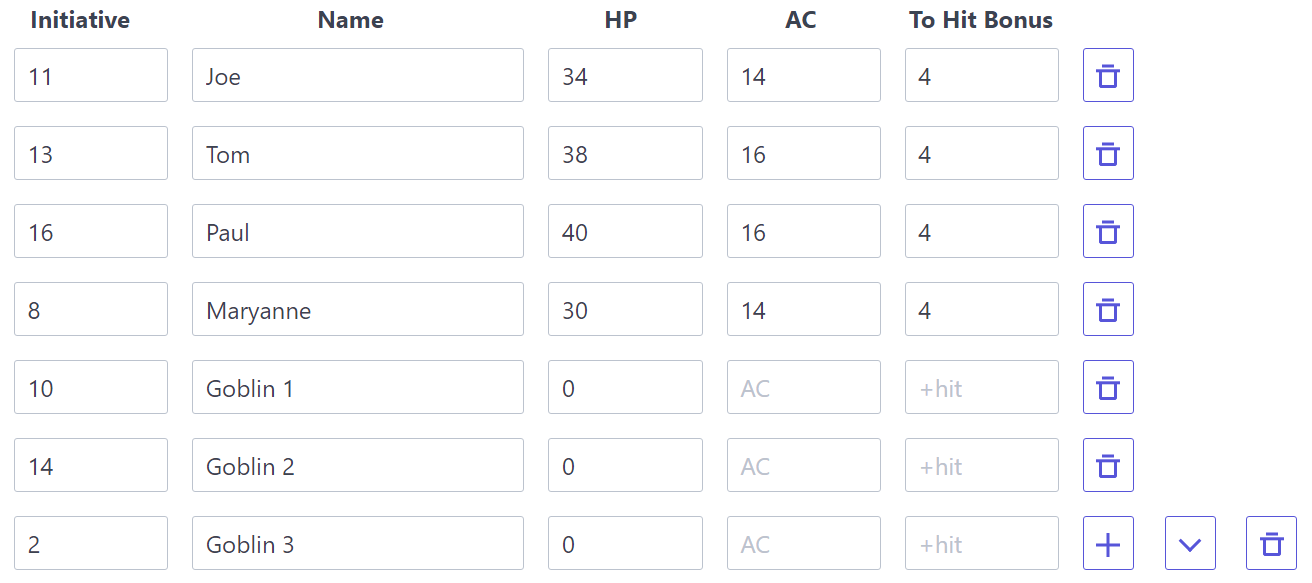 Initiative Name HP AC To Hit Bonus
11 Joe 34 14 4
13 Tom 38 16 4
16 Paul 40 16 4
8 Maryanne 30 14 4
10 Goblin 1 0 AC +hit
14 Goblin 2 0 AC +hit
2 Goblin 3 0 AC +hit